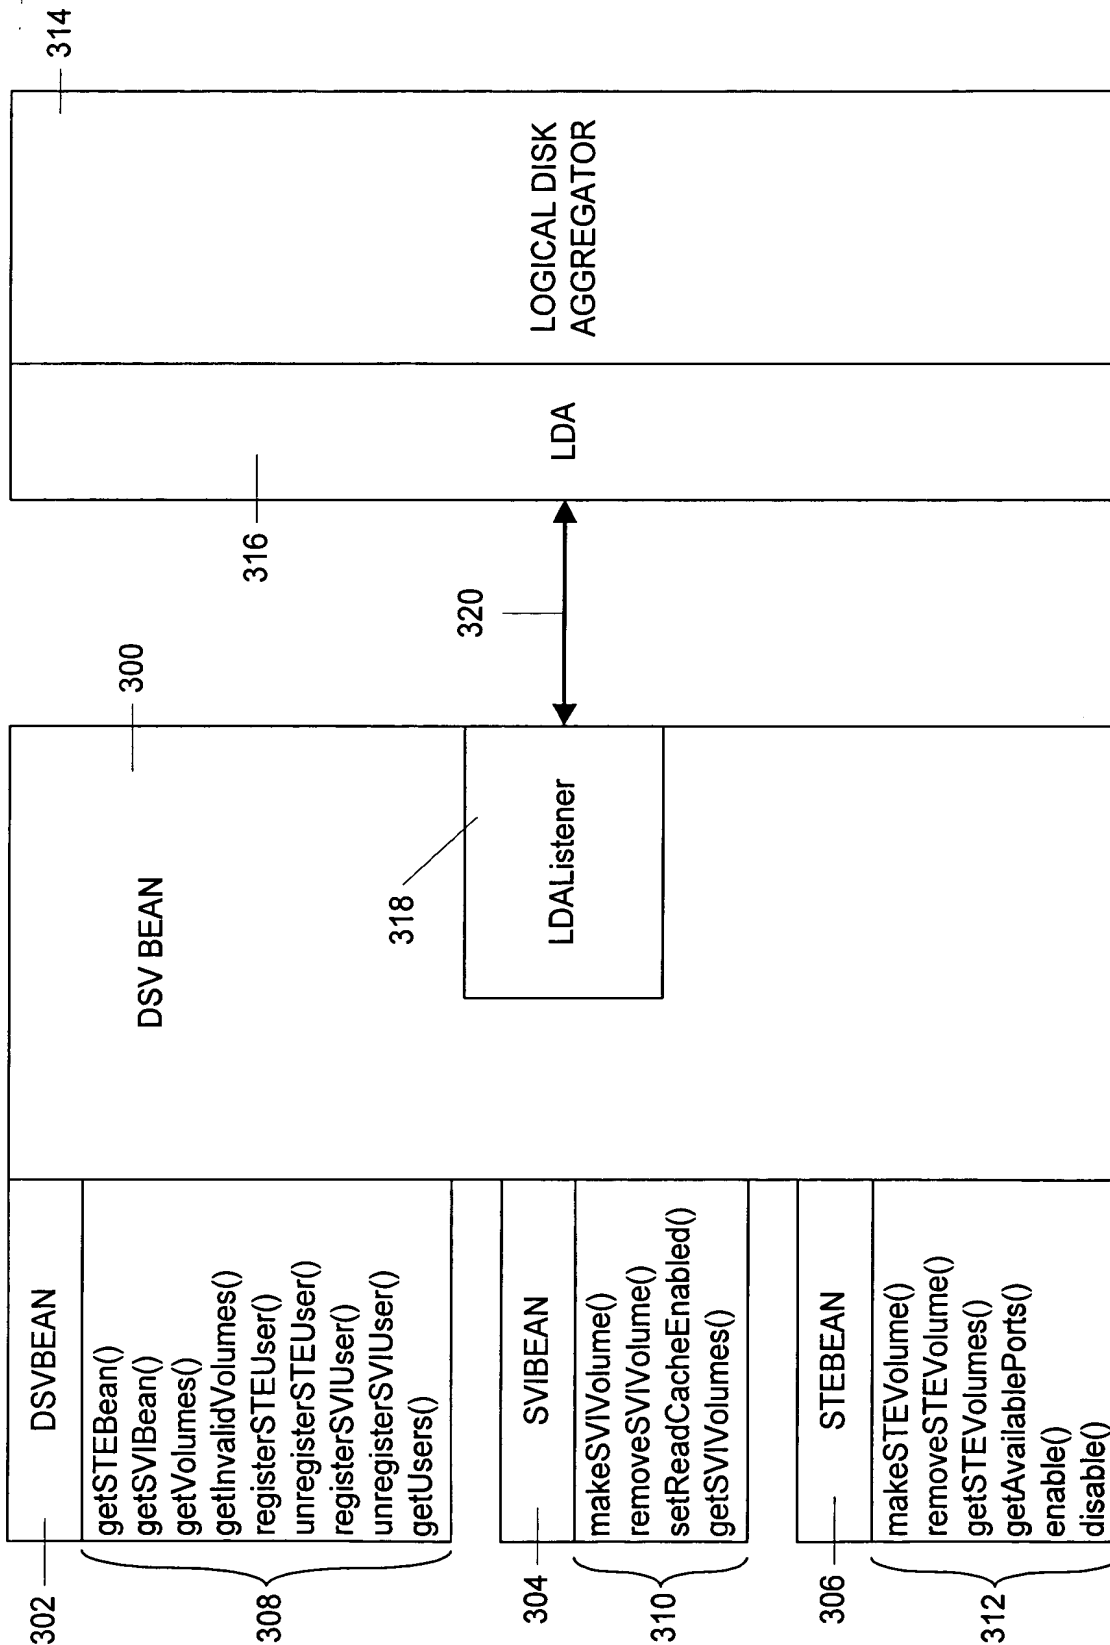 302
DSVBEAN
getSTEBean()
getSVIBean()
getVolumes()
getInvalidVolumes()
registerSTEUser()
unregisterSTEUser()
registerSVIUser()
unregisterSVIUser()
getUsers()
308
304
SVIBEAN
makeSVIVolume()
removeSVIVolume()
setReadCacheEnabled()
getSVIVolumes()
310
306
STEBEAN
makeSTEVolume()
removeSTEVolume()
getSTEVolumes()
getAvailablePorts()
enable()
disable()
312
DSV BEAN
300
318
LDAListener
320
316
LDA
LOGICAL DISK
AGGREGATOR
314